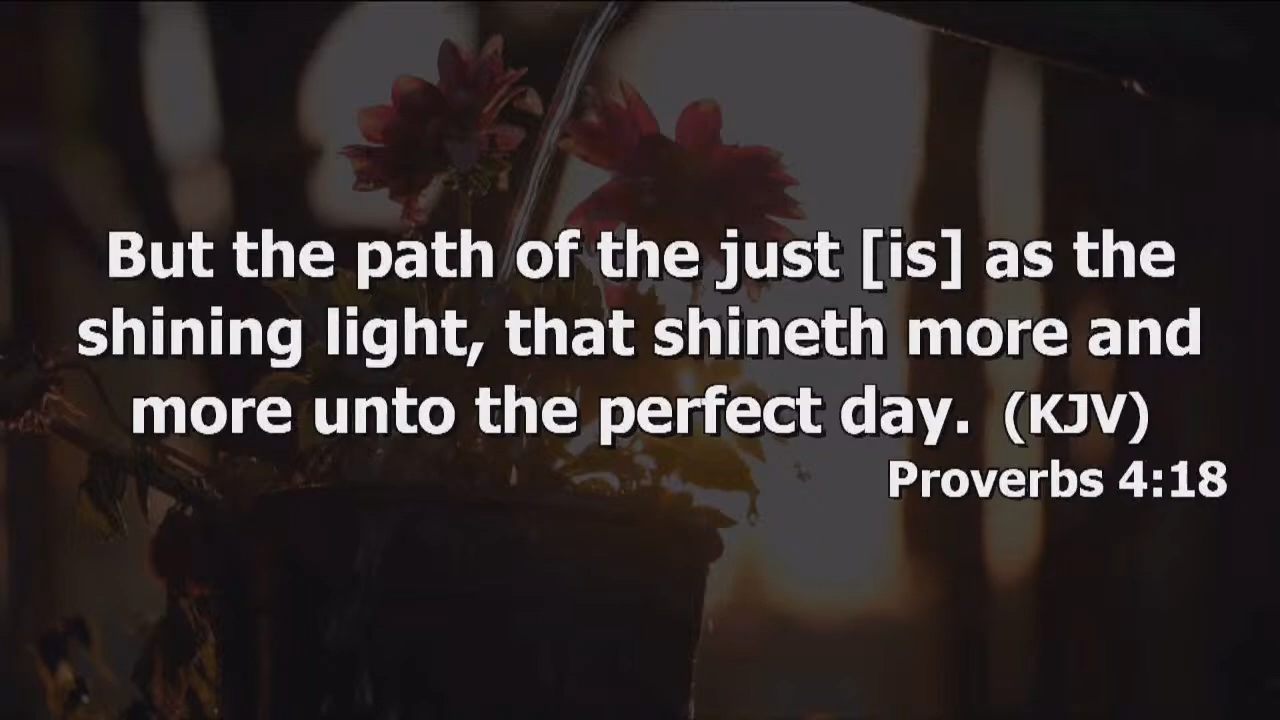 But the path of the just [is] as the
shining light, that shineth more and
more unto the perfect day. (KJV)
Proverbs 4:18